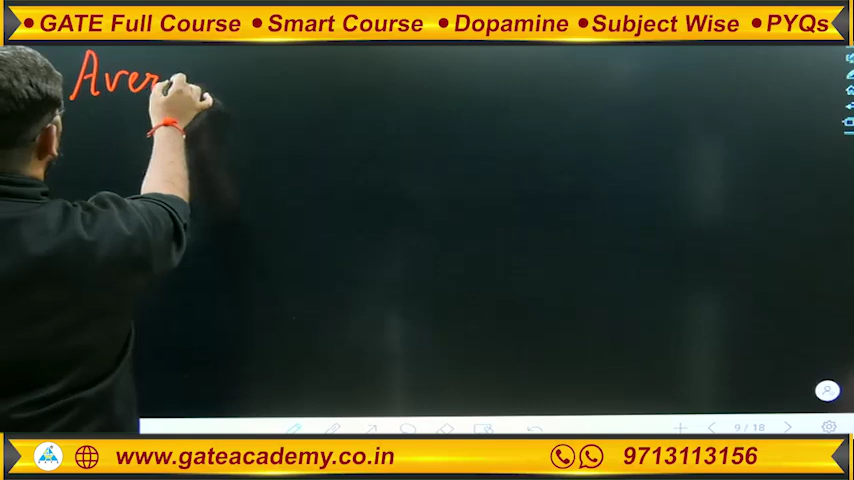 • GATE Full Course • Smart Course • Dopamine • Subject Wise • PYQs
Aver
9 / 18
www.gateacademy.co.in 9713113156